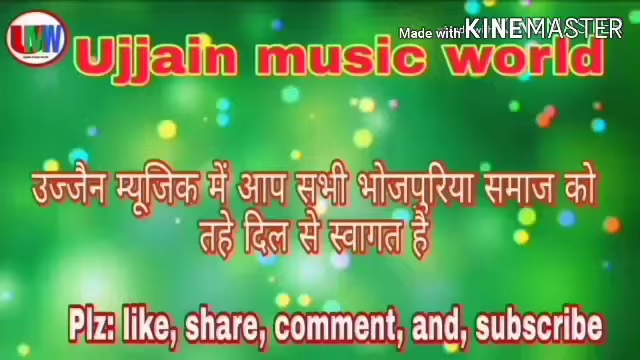 Made with KINEMASTER
UMW
Ujjain music world
उज्जैन म्यूजिक में आप सभी भोजपुरिया समाज को
तहे दिल से स्वागत है
Plz: like, share, comment, and, subscribe